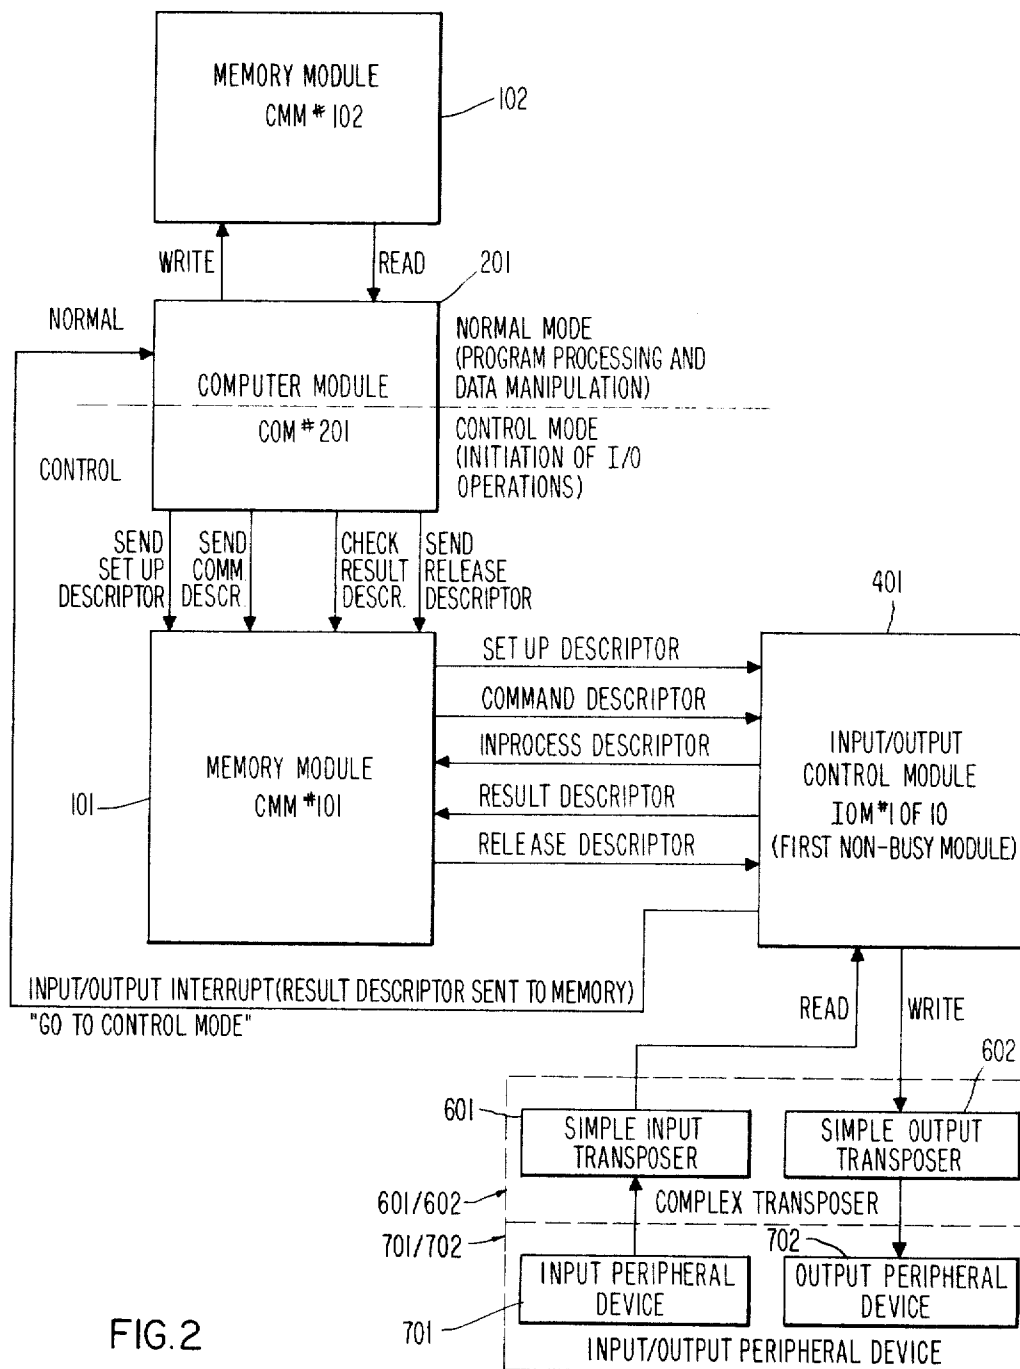 MEMORY MODULE
CMM # 102
102
WRITE
READ
201
NORMAL
NORMAL MODE
(PROGRAM PROCESSING AND
DATA MANIPULATION)
COMPUTER MODULE
COM # 201
CONTROL MODE
(INITIATION OF I/O
OPERATIONS)
CONTROL
SEND
SET UP
DESCRIPTOR
SEND
COMM.
DESCR.
CHECK
RESULT
DESCR.
SEND
RELEASE
DESCRIPTOR
401
SET UP DESCRIPTOR
COMMAND DESCRIPTOR
INPROCESS DESCRIPTOR
RESULT DESCRIPTOR
RELEASE DESCRIPTOR
MEMORY MODULE
CMM # 101
101
INPUT/OUTPUT
CONTROL MODULE
IOM # 1 OF 10
(FIRST NON-BUSY MODULE)
INPUT/OUTPUT INTERRUPT (RESULT DESCRIPTOR SENT TO MEMORY)
"GO TO CONTROL MODE"
READ
WRITE
602
601
SIMPLE INPUT
TRANSPOSER
SIMPLE OUTPUT
TRANSPOSER
601/602
COMPLEX TRANSPOSER
701/702
702
INPUT PERIPHERAL
DEVICE
OUTPUT PERIPHERAL
DEVICE
701
INPUT/OUTPUT PERIPHERAL DEVICE
FIG. 2